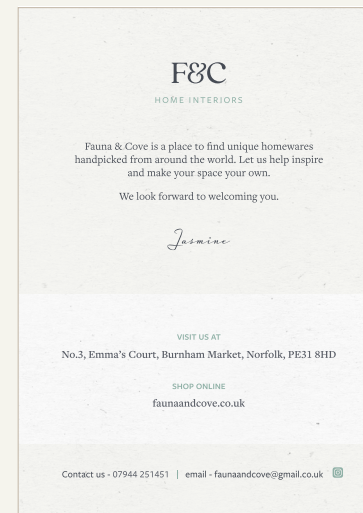 F&C
HOME INTERIORS
Fauna & Cove is a place to find unique homewares
handpicked from around the world. Let us help inspire
and make your space your own.
We look forward to welcoming you.
Jasmine
VISIT US AT
No.3, Emma's Court, Burnham Market, Norfolk, PE31 8HD
SHOP ONLINE
faunaandcove.co.uk
Contact us - 07944 251451 | email - faunaandcove@gmail.co.uk